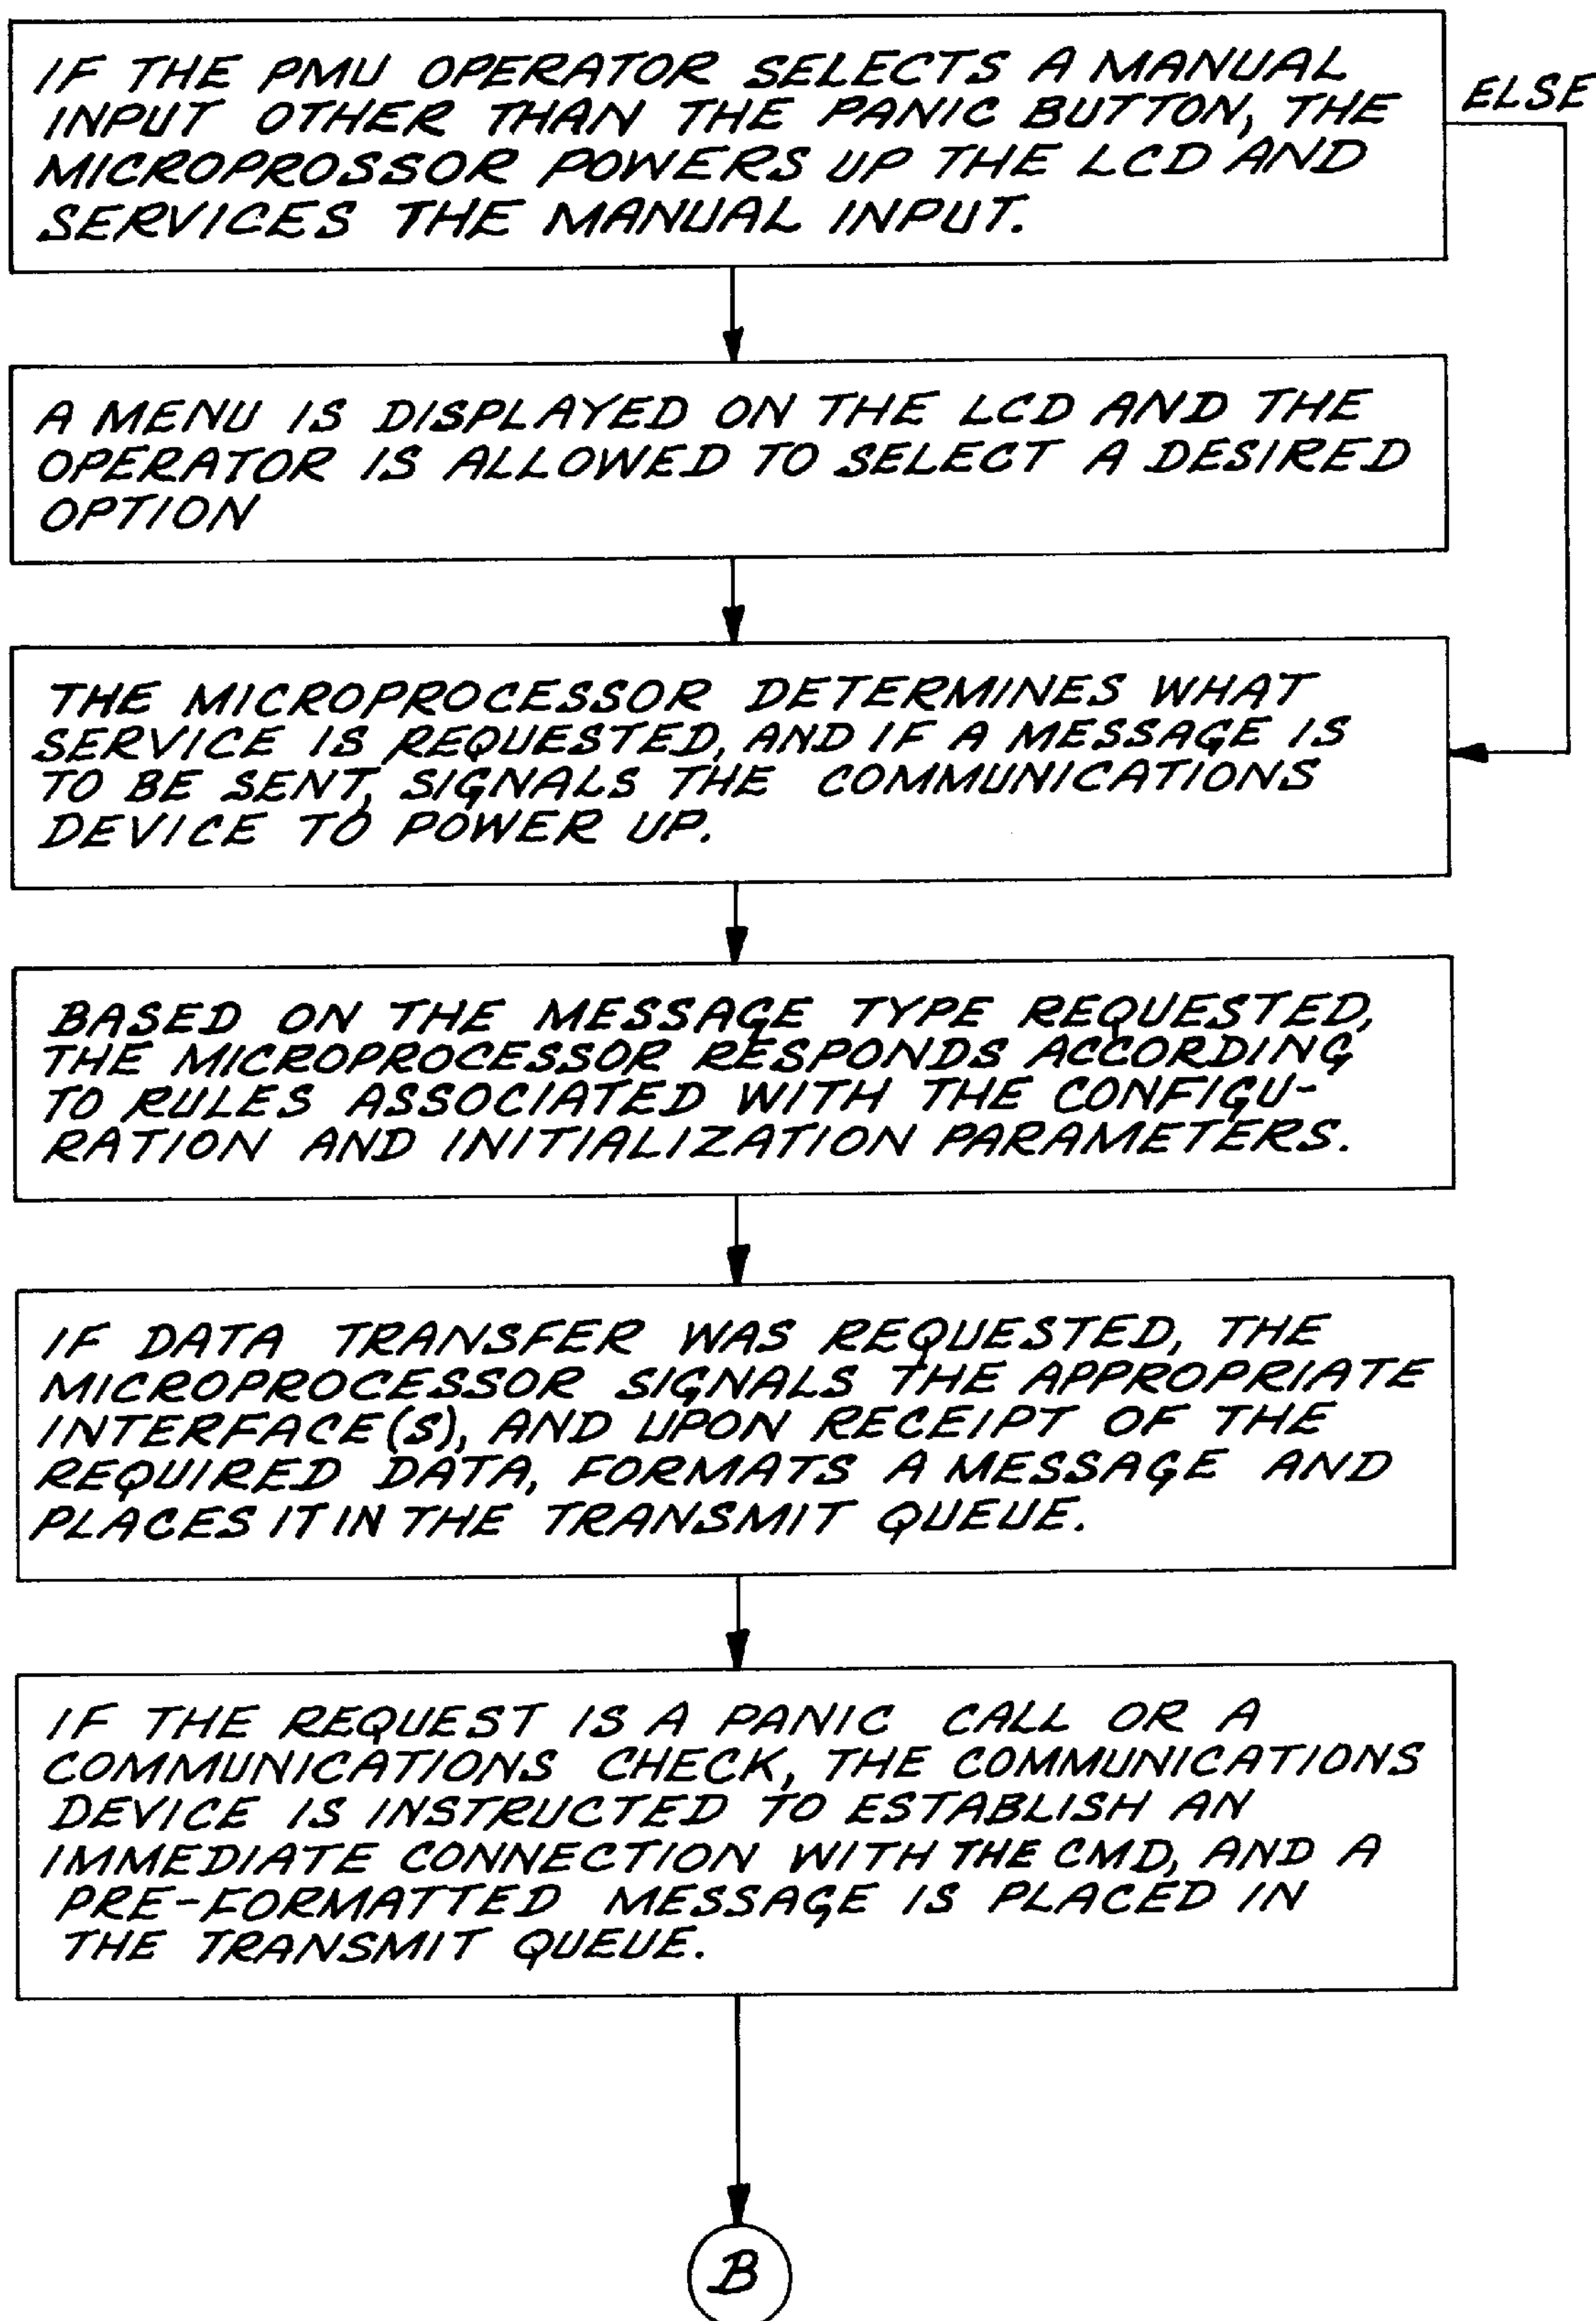 IF THE PMU OPERATOR SELECTS A MANUAL
INPUT OTHER THAN THE PANIC BUTTON, THE
MICROPROSSOR POWERS UP THE LCD AND
SERVICES THE MANUAL INPUT.
ELSE
A MENU IS DISPLAYED ON THE LCD AND THE
OPERATOR IS ALLOWED TO SELECT A DESIRED
OPTION
THE MICROPROCESSOR DETERMINES WHAT
SERVICE IS REQUESTED, AND IF A MESSAGE IS
TO BE SENT, SIGNALS THE COMMUNICATIONS
DEVICE TO POWER UP.
BASED ON THE MESSAGE TYPE REQUESTED,
THE MICROPROCESSOR RESPONDS ACCORDING
TO RULES ASSOCIATED WITH THE CONFIGU-
RATION AND INITIALIZATION PARAMETERS.
IF DATA TRANSFER WAS REQUESTED, THE
MICROPROCESSOR SIGNALS THE APPROPRIATE
INTERFACE(S), AND UPON RECEIPT OF THE
REQUIRED DATA, FORMATS A MESSAGE AND
PLACES IT IN THE TRANSMIT QUEUE.
IF THE REQUEST IS A PANIC CALL OR A
COMMUNICATIONS CHECK, THE COMMUNICATIONS
DEVICE IS INSTRUCTED TO ESTABLISH AN
IMMEDIATE CONNECTION WITH THE CMD, AND A
PRE-FORMATTED MESSAGE IS PLACED IN
THE TRANSMIT QUEUE.
B